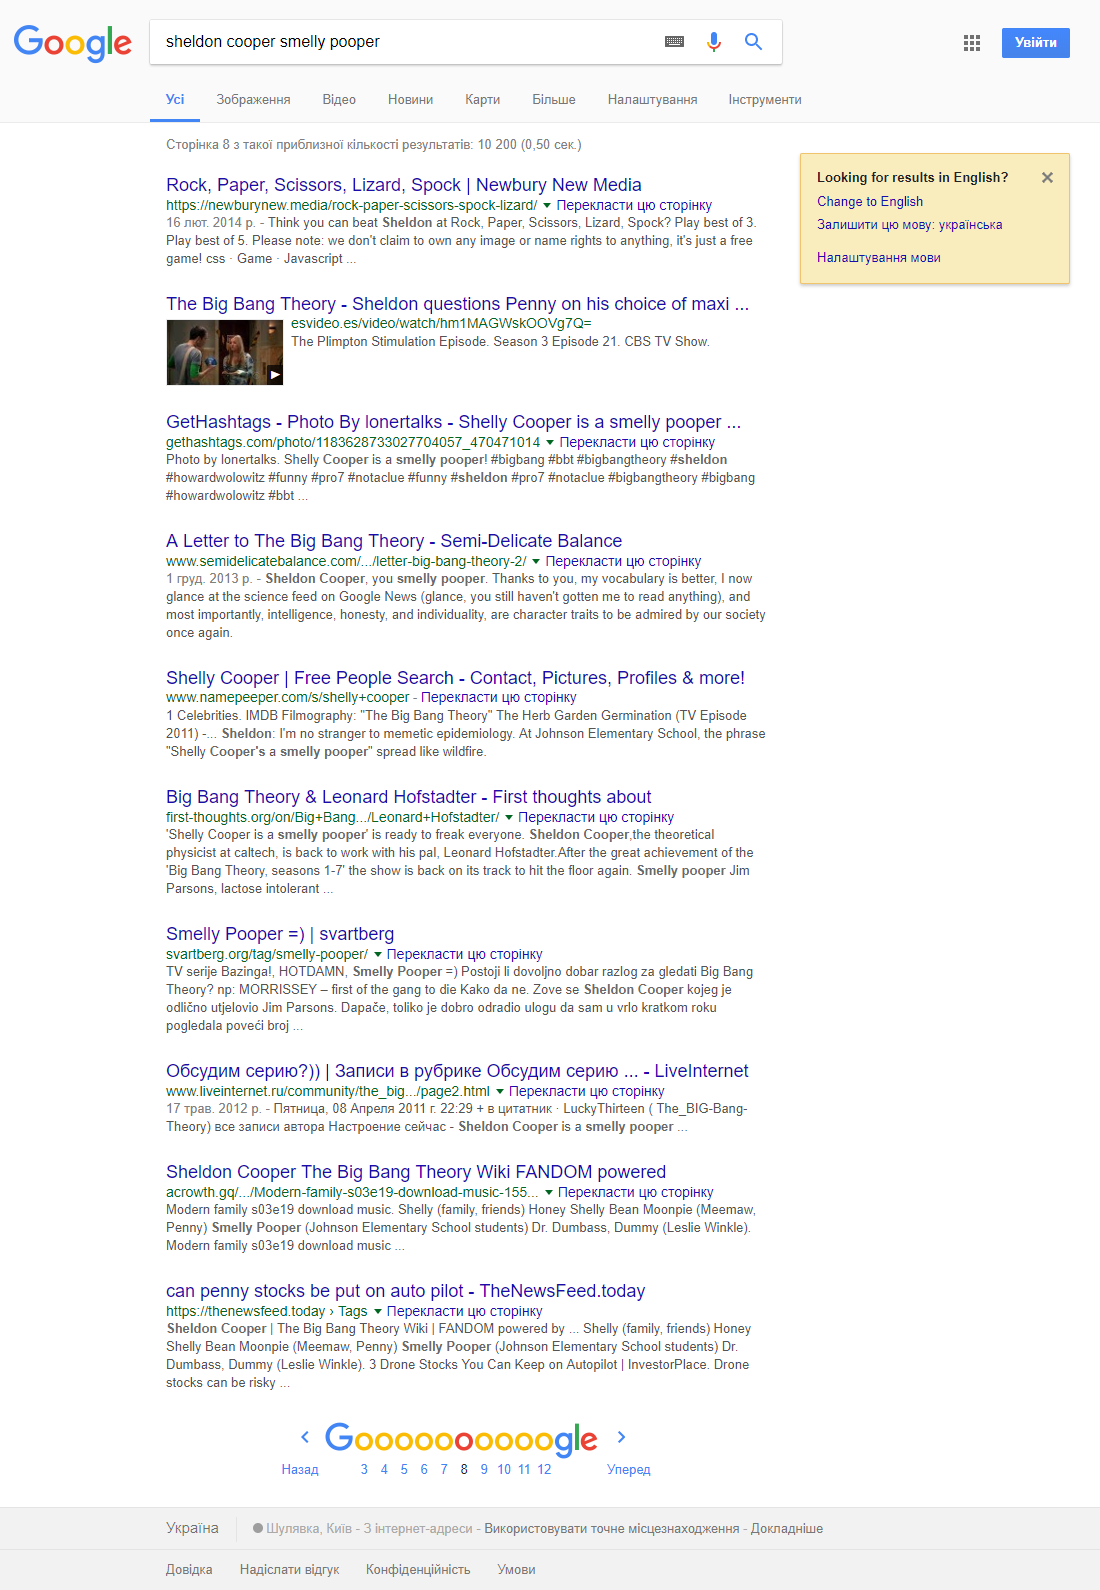 Google
sheldon cooper smelly pooper
Увійти
Усі Зображення Відео Новини Карти Більше Налаштування Інструменти
Сторінка 8 з такої приблизної кількості результатів: 10 200 (0,50 сек.)
Looking for results in English?
Change to English
Залишити цю мову: українська
Налаштування мови
Rock, Paper, Scissors, Lizard, Spock | Newbury New Media
https://newburynew.media/rock-paper-scissors-spock-lizard/ Перекласти цю сторінку
16 лют. 2014 р. - Think you can beat Sheldon at Rock, Paper, Scissors, Lizard, Spock? Play best of 3.
Play best of 5. Please note: we don't claim to own any image or name rights to anything, it's just a free
game! css · Game · Javascript ...
The Big Bang Theory - Sheldon questions Penny on his choice of maxi ...
esvideo.es/video/watch/hm1MAGWskOOVg7Q=
The Plimpton Stimulation Episode. Season 3 Episode 21. CBS TV Show.
GetHashtags - Photo By lonertalks - Shelly Cooper is a smelly pooper ...
gethashtags.com/photo/1183628733027704057_470471014 Перекласти цю сторінку
Photo by lonertalks. Shelly Cooper is a smelly pooper! #bigbang #bbt #bigbangtheory #sheldon
#howardwolowitz #funny #pro7 #notaclue #funny #sheldon #pro7 #notaclue #bigbangtheory #bigbang
#howardwolowitz #bbt ...
A Letter to The Big Bang Theory - Semi-Delicate Balance
www.semidelicatebalance.com/.../letter-big-bang-theory-2/ Перекласти цю сторінку
1 груд. 2013 р. - Sheldon Cooper, you smelly pooper. Thanks to you, my vocabulary is better, I now
glance at the science feed on Google News (glance, you still haven't gotten me to read anything), and
most importantly, intelligence, honesty, and individuality, are character traits to be admired by our society
once again.
Shelly Cooper | Free People Search - Contact, Pictures, Profiles & more!
www.namepeeper.com/s/shelly+cooper - Перекласти цю сторінку
1 Celebrities. IMDB Filmography: "The Big Bang Theory" The Herb Garden Germination (TV Episode
2011) -... Sheldon: I'm no stranger to memetic epidemiology. At Johnson Elementary School, the phrase
"Shelly Cooper's a smelly pooper" spread like wildfire.
Big Bang Theory & Leonard Hofstadter - First thoughts about
first-thoughts.org/on/Big+Bang.../Leonard+Hofstadter/ Перекласти цю сторінку
'Shelly Cooper is a smelly pooper' is ready to freak everyone. Sheldon Cooper,the theoretical
physicist at caltech, is back to work with his pal, Leonard Hofstadter.After the great achievement of the
'Big Bang Theory, seasons 1-7' the show is back on its track to hit the floor again. Smelly pooper Jim
Parsons, lactose intolerant ...
Smelly Pooper =) | svartberg
svartberg.org/tag/smelly-pooper/ Перекласти цю сторінку
TV serije Bazinga!, HOTDAMN, Smelly Pooper =) Postoji li dovoljno dobar razlog za gledati Big Bang
Theory? np: MORRISSEY – first of the gang to die Kako da ne. Zove se Sheldon Cooper kojeg je
odlično utjelovio Jim Parsons. Dapače, toliko je dobro odradio ulogu da sam u vrlo kratkom roku
pogledala poveći broj ...
Обсудим серию?)) | Записи в рубрике Обсудим серию ... - LiveInternet
www.liveinternet.ru/community/the_big.../page2.html Перекласти цю сторінку
17 трав. 2012 р. - Пятница, 08 Апреля 2011 г. 22:29 + в цитатник · LuckyThirteen ( The_BIG-Bang-
Theory) все записи автора Настроение сейчас - Sheldon Cooper is a smelly pooper ...
Sheldon Cooper The Big Bang Theory Wiki FANDOM powered
acrowth.gq/.../Modern-family-s03e19-download-music-155... Перекласти цю сторінку
Modern family s03e19 download music. Shelly (family, friends) Honey Shelly Bean Moonpie (Meemaw,
Penny) Smelly Pooper (Johnson Elementary School students) Dr. Dumbass, Dummy (Leslie Winkle).
Modern family s03e19 download music ...
can penny stocks be put on auto pilot - TheNewsFeed.today
https://thenewsfeed.today › Tags Перекласти цю сторінку
Sheldon Cooper | The Big Bang Theory Wiki | FANDOM powered by ... Shelly (family, friends) Honey
Shelly Bean Moonpie (Meemaw, Penny) Smelly Pooper (Johnson Elementary School students) Dr.
Dumbass, Dummy (Leslie Winkle). 3 Drone Stocks You Can Keep on Autopilot | InvestorPlace. Drone
stocks can be risky ...
Goooooooooogle
Назад 3 4 5 6 7 8 9 10 11 12 Уперед
Україна Шулявка, Київ - З інтернет-адреси - Використовувати точне місцезнаходження - Докладніше
Довідка Надіслати відгук Конфіденційність Умови